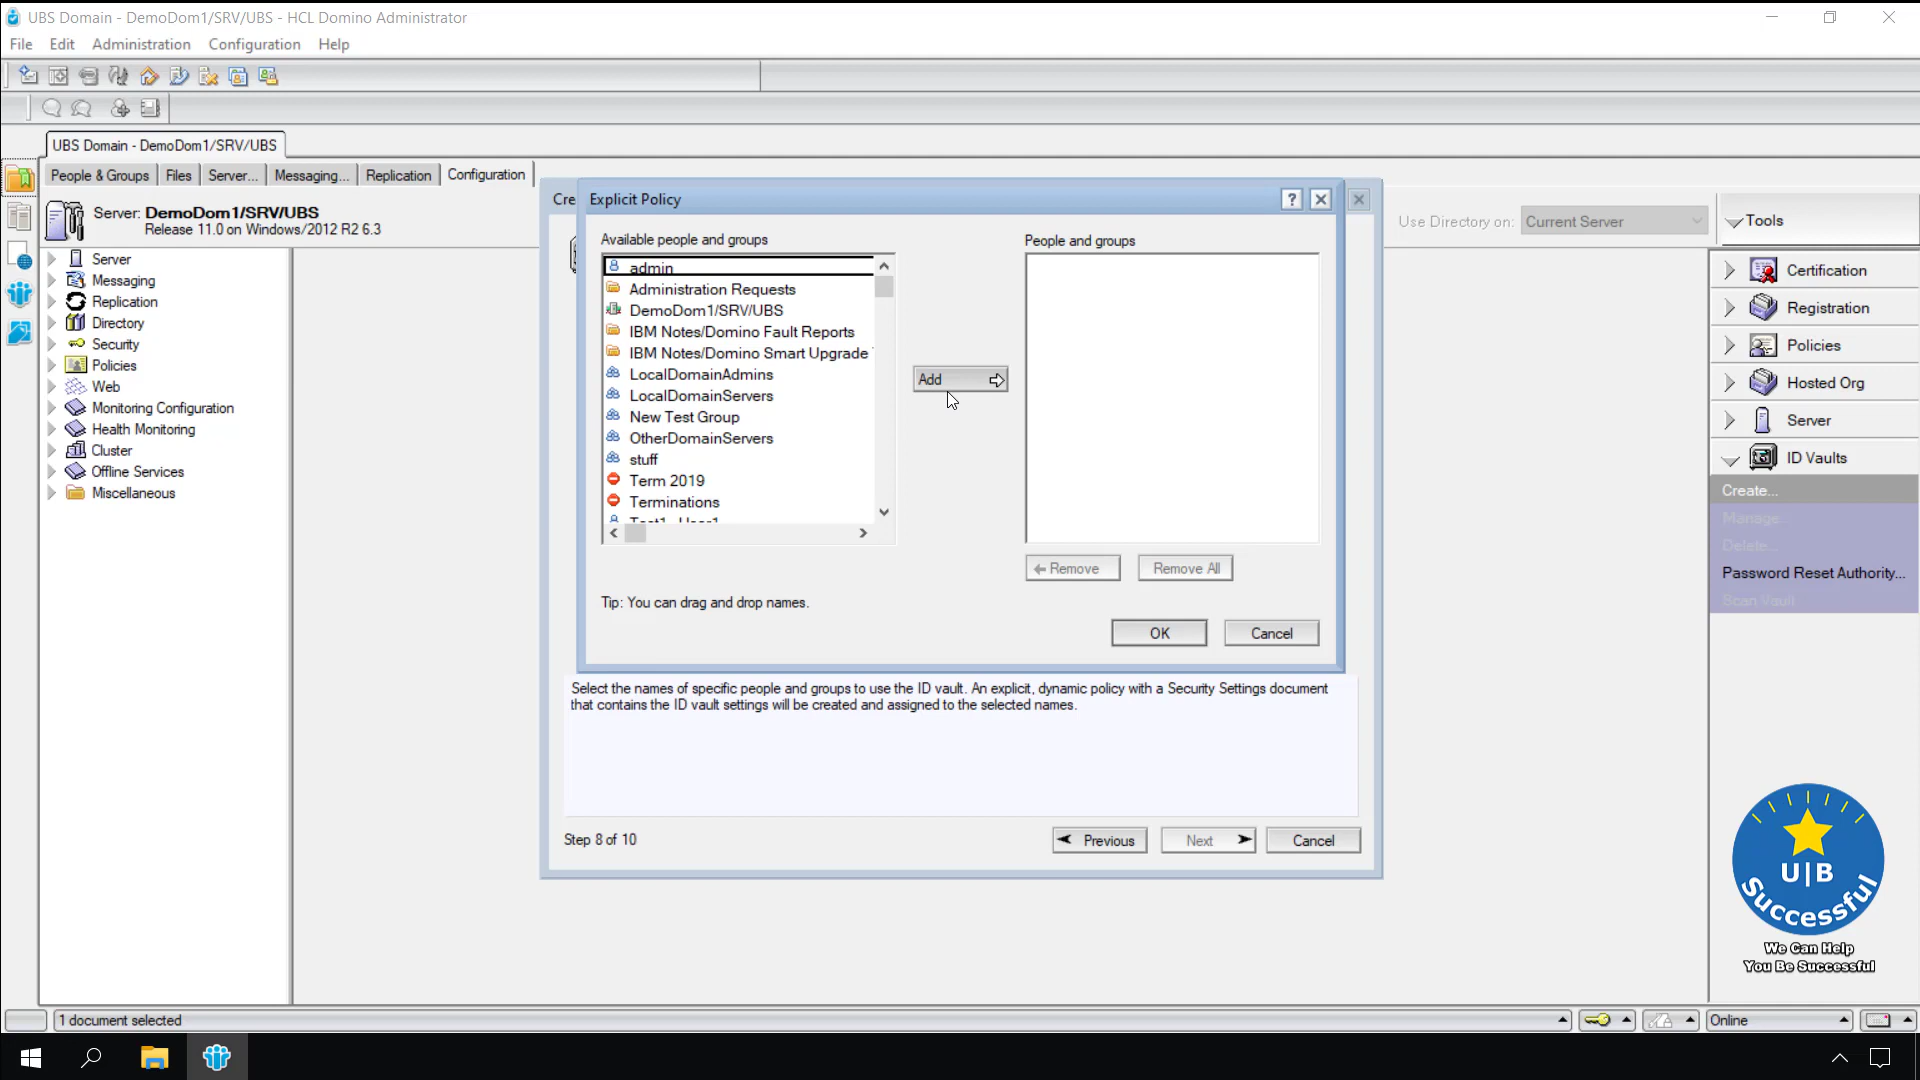 UBS Domain - DemoDom1/SRV/UBS - HCL Domino Administrator
File Edit Administration Configuration Help
UBS Domain - DemoDom1/SRV/UBS
People & Groups Files Server... Messaging... Replication Configuration
Server: DemoDom1/SRV/UBS
Release 11.0 on Windows/2012 R2 6.3
Use Directory on: Current Server
Tools
Server
Messaging
Replication
Directory
Security
Policies
Web
Monitoring Configuration
Health Monitoring
Cluster
Offline Services
Miscellaneous
Cre
Explicit Policy
Available people and groups
admin
Administration Requests
DemoDom1/SRV/UBS
IBM Notes/Domino Fault Reports
IBM Notes/Domino Smart Upgrade
LocalDomainAdmins
LocalDomainServers
New Test Group
OtherDomainServers
stuff
Term 2019
Terminations
Add
People and groups
Remove Remove All
Tip: You can drag and drop names.
OK Cancel
Select the names of specific people and groups to use the ID vault. An explicit, dynamic policy with a Security Settings document
that contains the ID vault settings will be created and assigned to the selected names.
Step 8 of 10
Previous Next Cancel
Certification
Registration
Policies
Hosted Org
Server
ID Vaults
Create...
Manage...
Delete...
Password Reset Authority...
Scan Vault
U|B
Successful
We Can Help
You Be Successful
1 document selected
Online